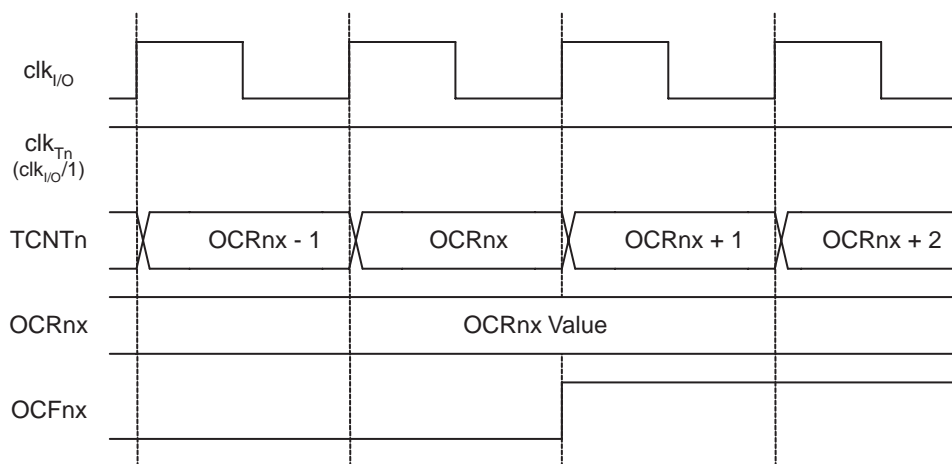 clkI/O
clkTn
(clkI/O/1)
TCNTn
OCRnx - 1
OCRnx
OCRnx + 1
OCRnx + 2
OCRnx
OCRnx Value
OCFnx